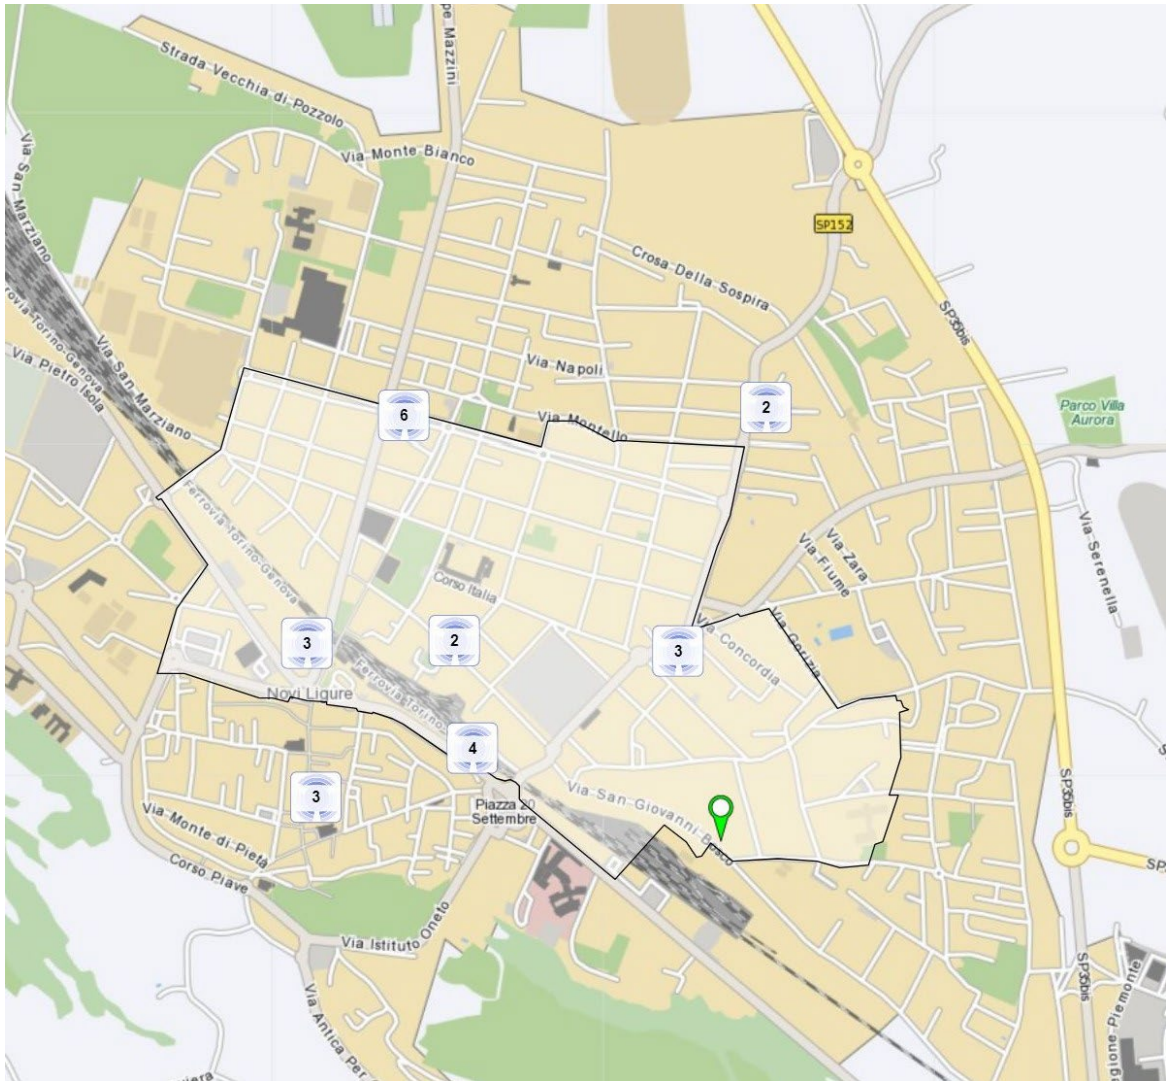 pe Mazzini
Strada Vecchia di Pozzolo
Via Monte Bianco
Via San Marziano
SP152
Crosa Della Sospira
SP35bis
Ferrovia Torino-Genova
Via San Marziano
Via Pietro Isola
Via Napoli
Via Montello
6
2
Parco Villa
Aurora
Ferrovia Torino-Genova
Via Serenella
Via Zara
Via Fiume
Corso Italia
Via Concordia
Via Gorizia
3
2
3
Novi Ligure
Ferrovia Torino-
4
3
Via San Giovanni Bosco
Piazza 20
Settembre
SP35bis
Via Monte di Pietà
Corso Piave
Via Istituto Oneto
SP35bis
Via Antica Per